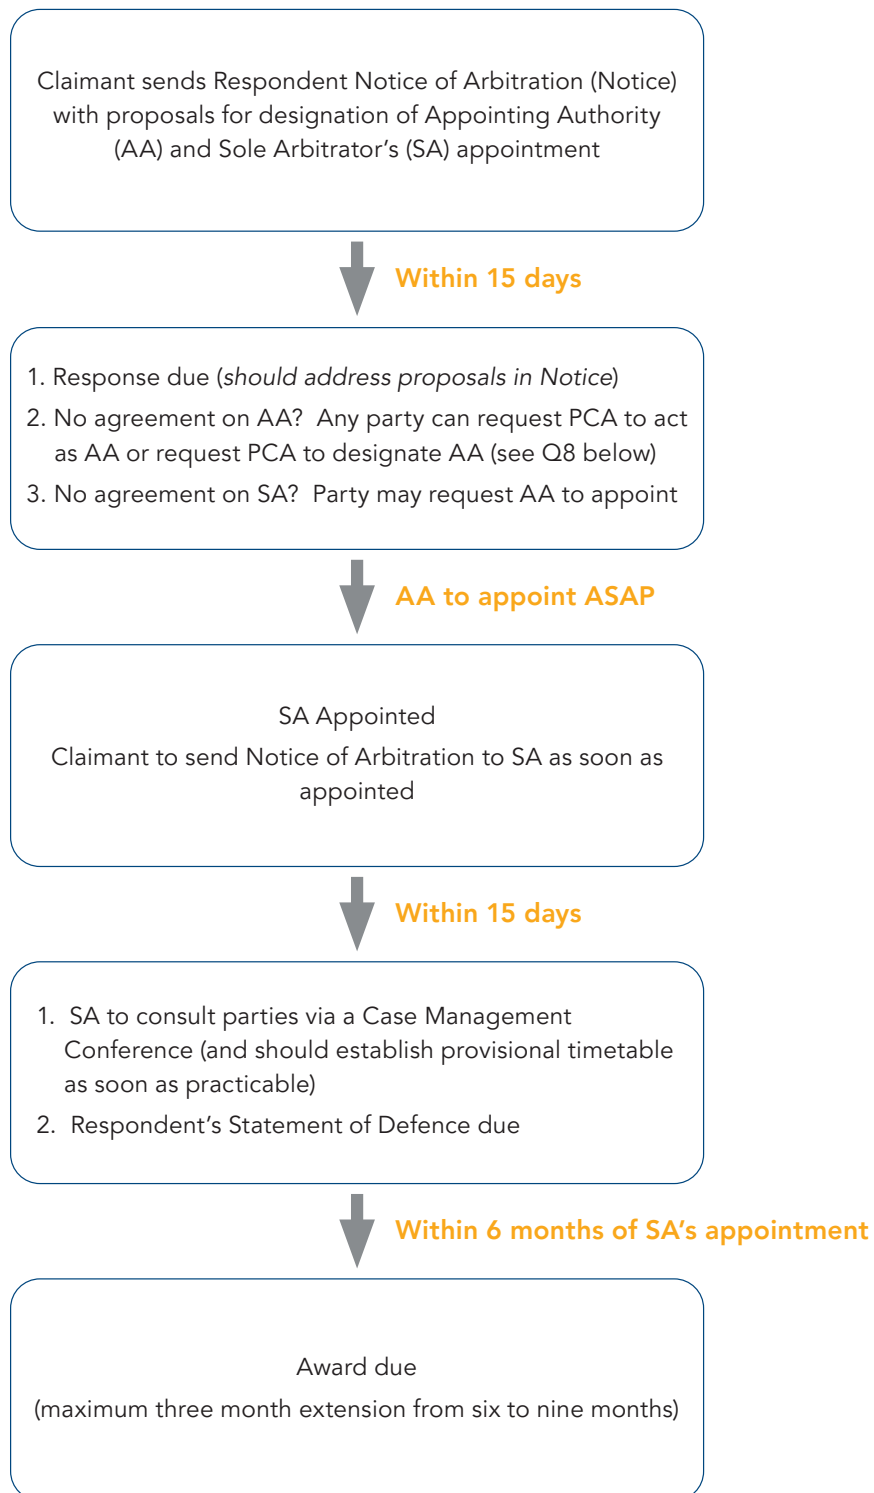 Claimant sends Respondent Notice of Arbitration (Notice)
with proposals for designation of Appointing Authority
(AA) and Sole Arbitrator’s (SA) appointment
Within 15 days
1. Response due (should address proposals in Notice)
2. No agreement on AA? Any party can request PCA to act
as AA or request PCA to designate AA (see Q8 below)
3. No agreement on SA? Party may request AA to appoint
AA to appoint ASAP
SA Appointed
Claimant to send Notice of Arbitration to SA as soon as
appointed
Within 15 days
1. SA to consult parties via a Case Management
Conference (and should establish provisional timetable
as soon as practicable)
2. Respondent’s Statement of Defence due
Within 6 months of SA’s appointment
Award due
(maximum three month extension from six to nine months)